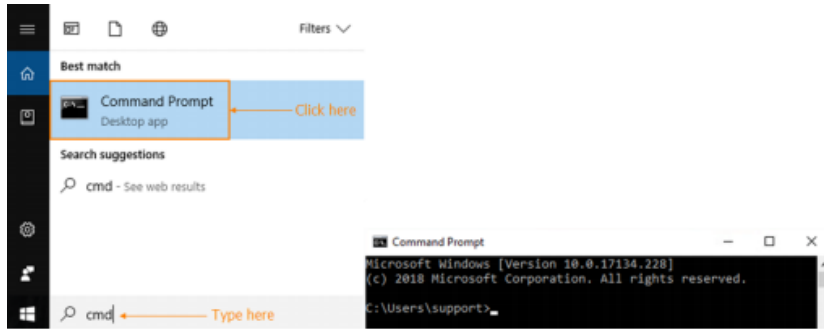 Filters
Best match
Command Prompt
Desktop app
Click here
Search suggestions
cmd - See web results
cmd
Type here
Command Prompt
Microsoft Windows [Version 10.0.17134.228]
(c) 2018 Microsoft Corporation. All rights reserved.
C:\Users\support>_